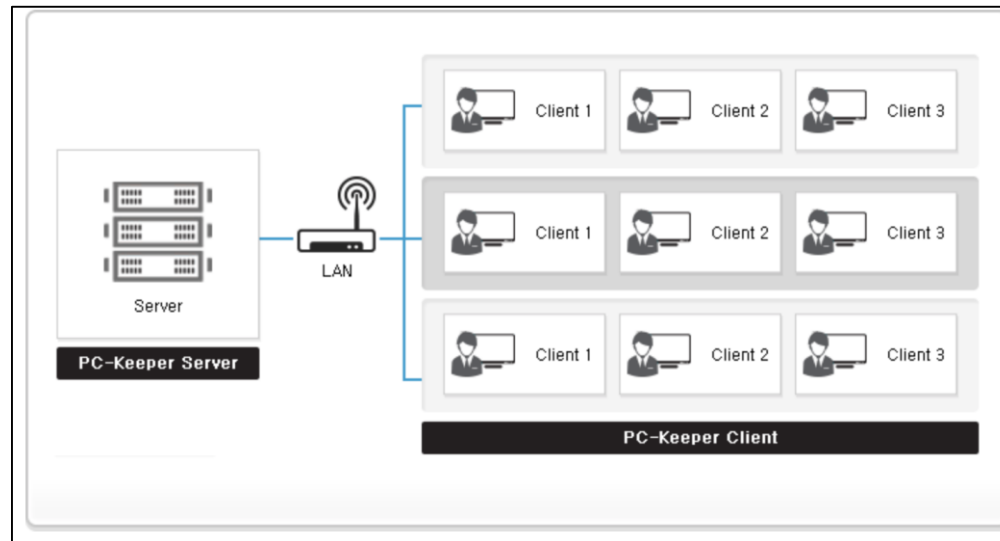 Client 1
Client 2
Client 3
Server
PC-Keeper Server
LAN
Client 1
Client 2
Client 3
Client 1
Client 2
Client 3
PC-Keeper Client